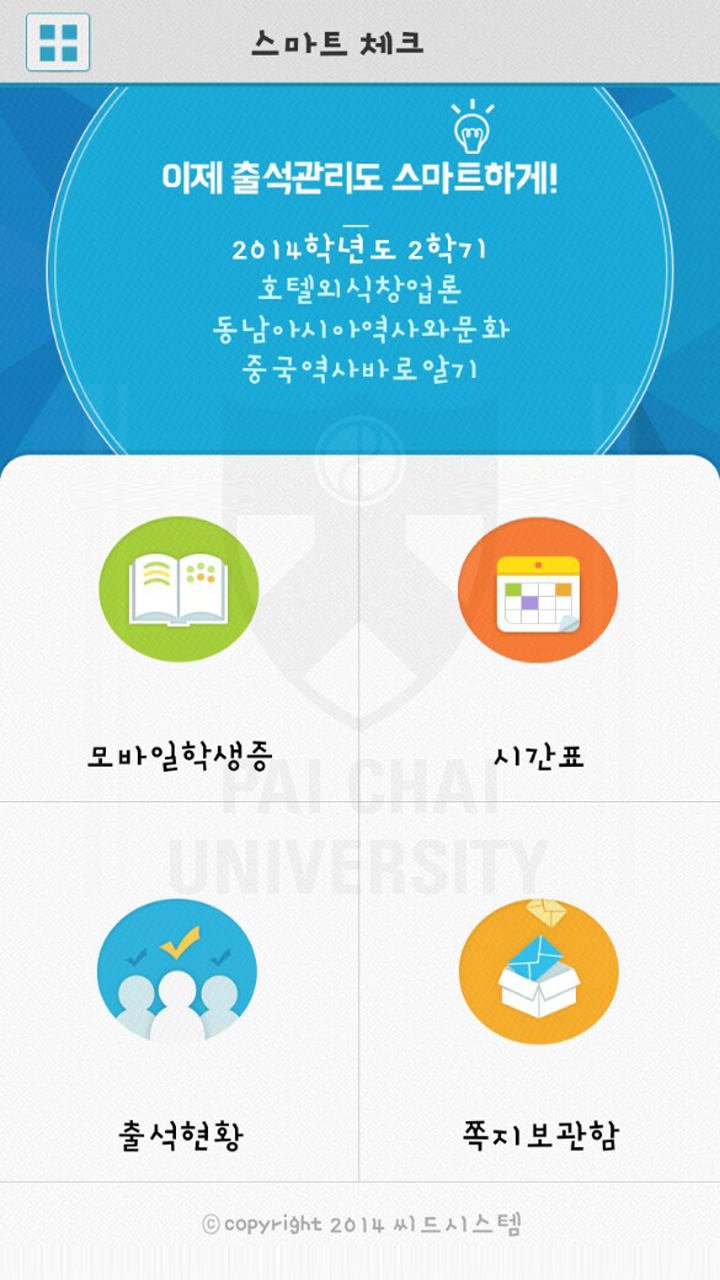 스마트 체크
이제 출석관리도 스마트하게!
2014학년도 2학기
호텔외식창업론
동남아시아역사와문화
중국역사바로알기
모바일학생증
시간표
PAI CHAI
UNIVERSITY
출석현황
쪽지보관함
ⓒcopyright 2014 씨드시스템